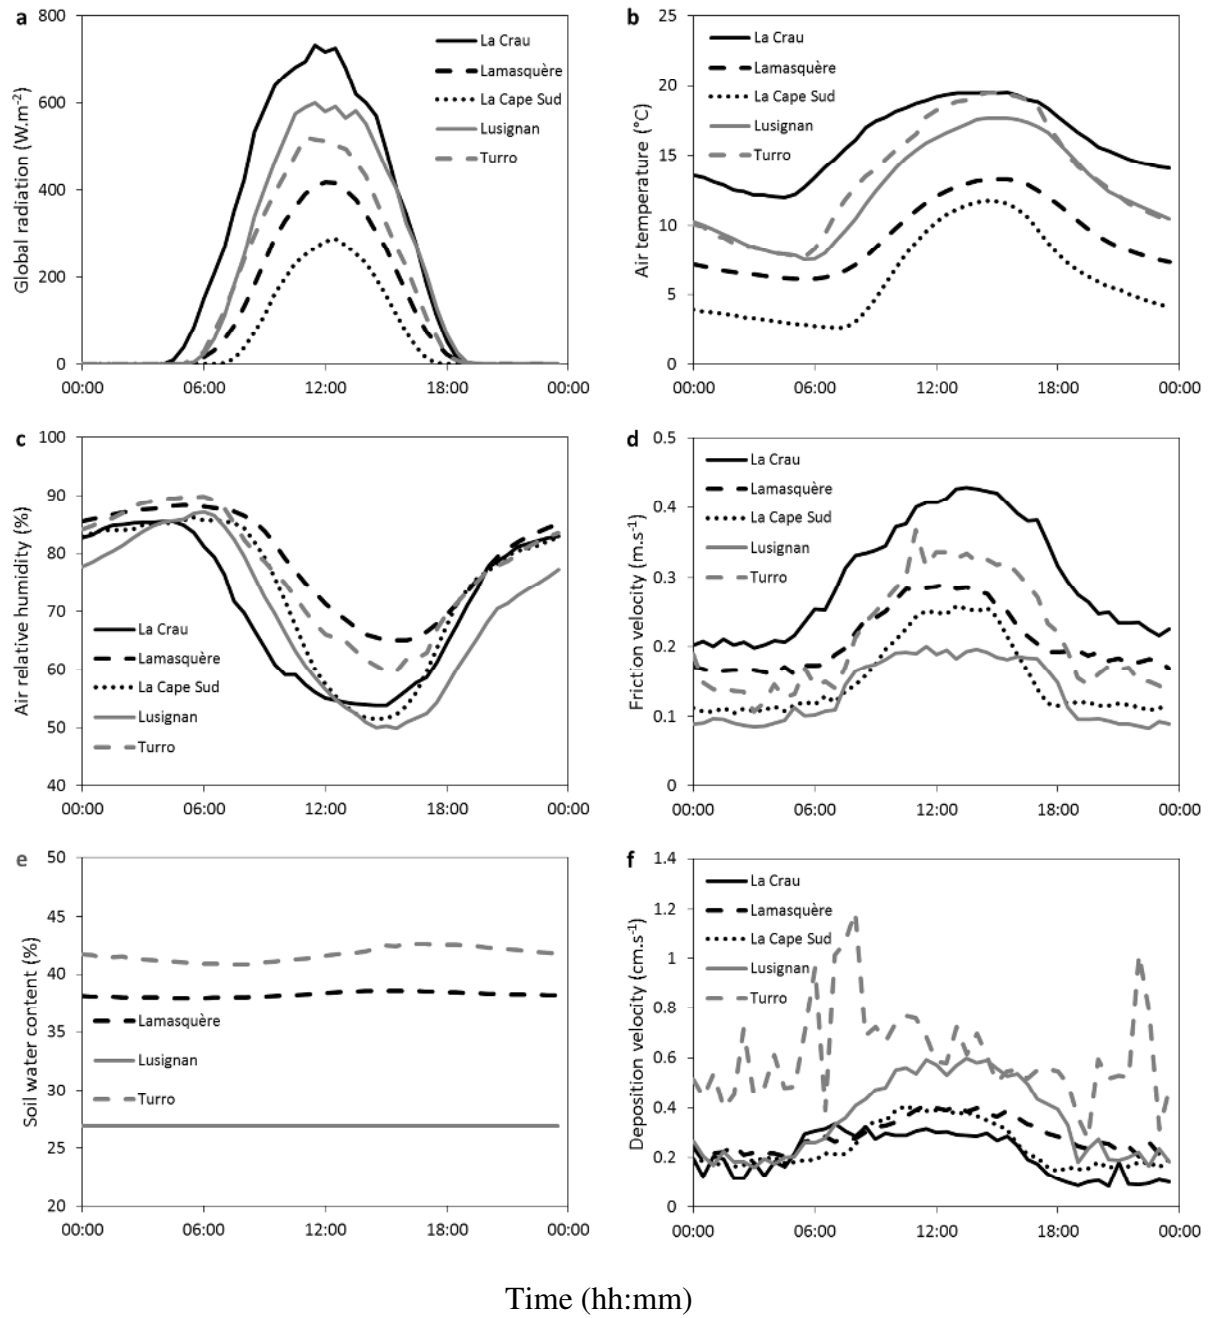 a
800
600
400
200
0
Global radiation (W.m-2)
La Crau
Lamasquère
La Cape Sud
Lusignan
Turro
00:00 06:00 12:00 18:00 00:00
b
25
20
15
10
5
0
Air temperature (°C)
La Crau
Lamasquère
La Cape Sud
Lusignan
Turro
00:00 06:00 12:00 18:00 00:00
c
100
90
80
70
60
50
40
Air relative humidity (%)
La Crau
Lamasquère
La Cape Sud
Lusignan
Turro
00:00 06:00 12:00 18:00 00:00
d
0.5
0.4
0.3
0.2
0.1
0
Friction velocity (m.s-1)
La Crau
Lamasquère
La Cape Sud
Lusignan
Turro
00:00 06:00 12:00 18:00 00:00
e
50
45
40
35
30
25
20
Soil water content (%)
Lamasquère
Lusignan
Turro
00:00 06:00 12:00 18:00 00:00
f
1.4
1.2
1
0.8
0.6
0.4
0.2
0
Deposition velocity (cm.s-1)
La Crau
Lamasquère
La Cape Sud
Lusignan
Turro
00:00 06:00 12:00 18:00 00:00
Time (hh:mm)